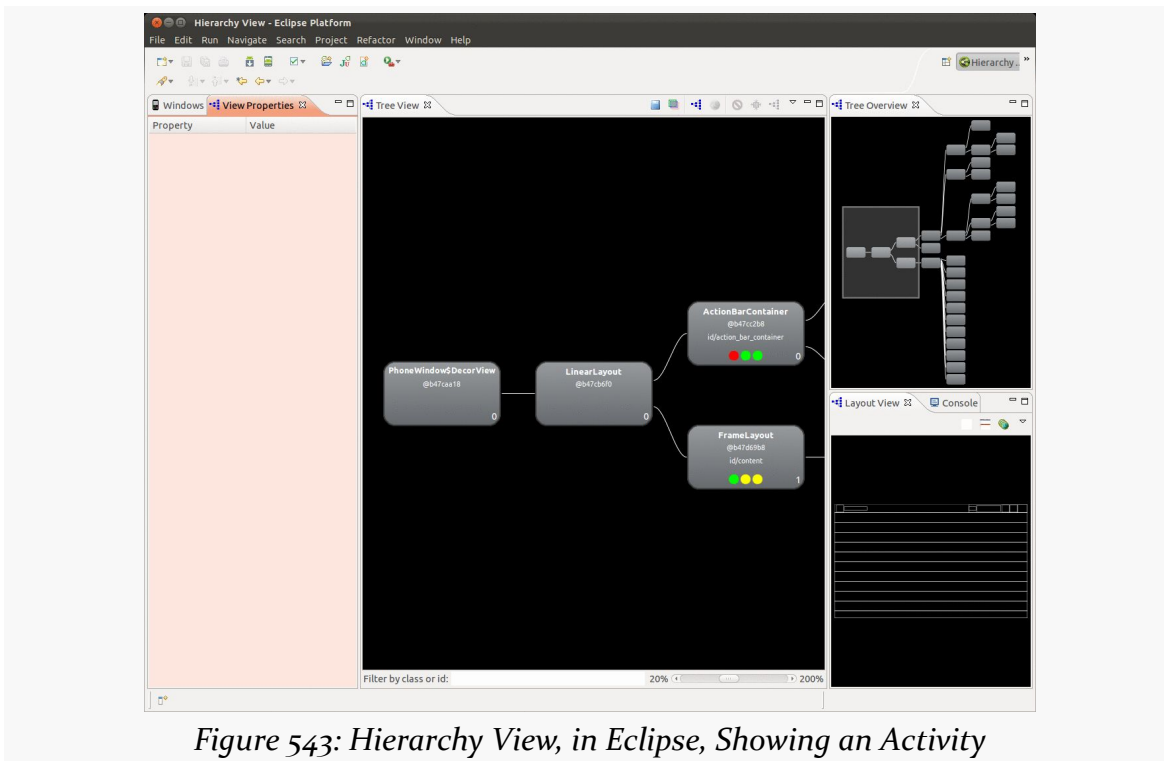 Hierarchy View - Eclipse Platform
File Edit Run Navigate Search Project Refactor Window Help
Hierarchy.. »
Windows View Properties
Property Value
Tree View
Tree Overview
PhoneWindow$DecorView
@b47caa18
0
LinearLayout
@b47cb6f0
0
ActionBarContainer
@b47cc2b8
id/action_bar_container
0
FrameLayout
@b47d69b8
id/content
1
Layout View Console
Filter by class or id: 20% 200%
Figure 543: Hierarchy View, in Eclipse, Showing an Activity